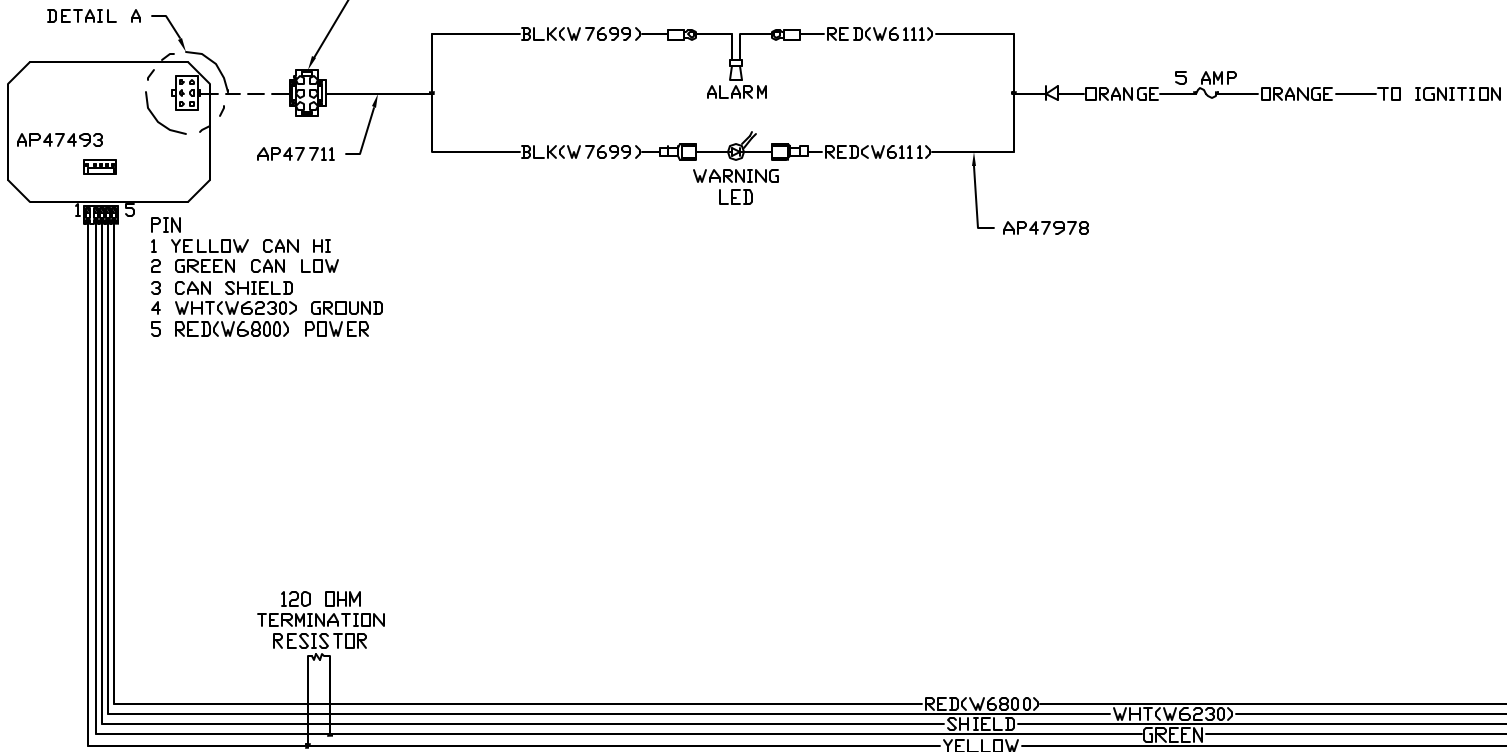 DETAIL A
BLK(W7699)
RED(W6111)
ALARM
5 AMP
ORANGE
ORANGE
TO IGNITION
AP47493
AP47711
BLK(W7699)
RED(W6111)
WARNING
LED
AP47978
1
5
PIN
1 YELLOW CAN HI
2 GREEN CAN LOW
3 CAN SHIELD
4 WHT(W6230) GROUND
5 RED(W6800) POWER
120 OHM
TERMINATION
RESISTOR
RED(W6800)
WHT(W6230)
SHIELD
GREEN
YELLOW